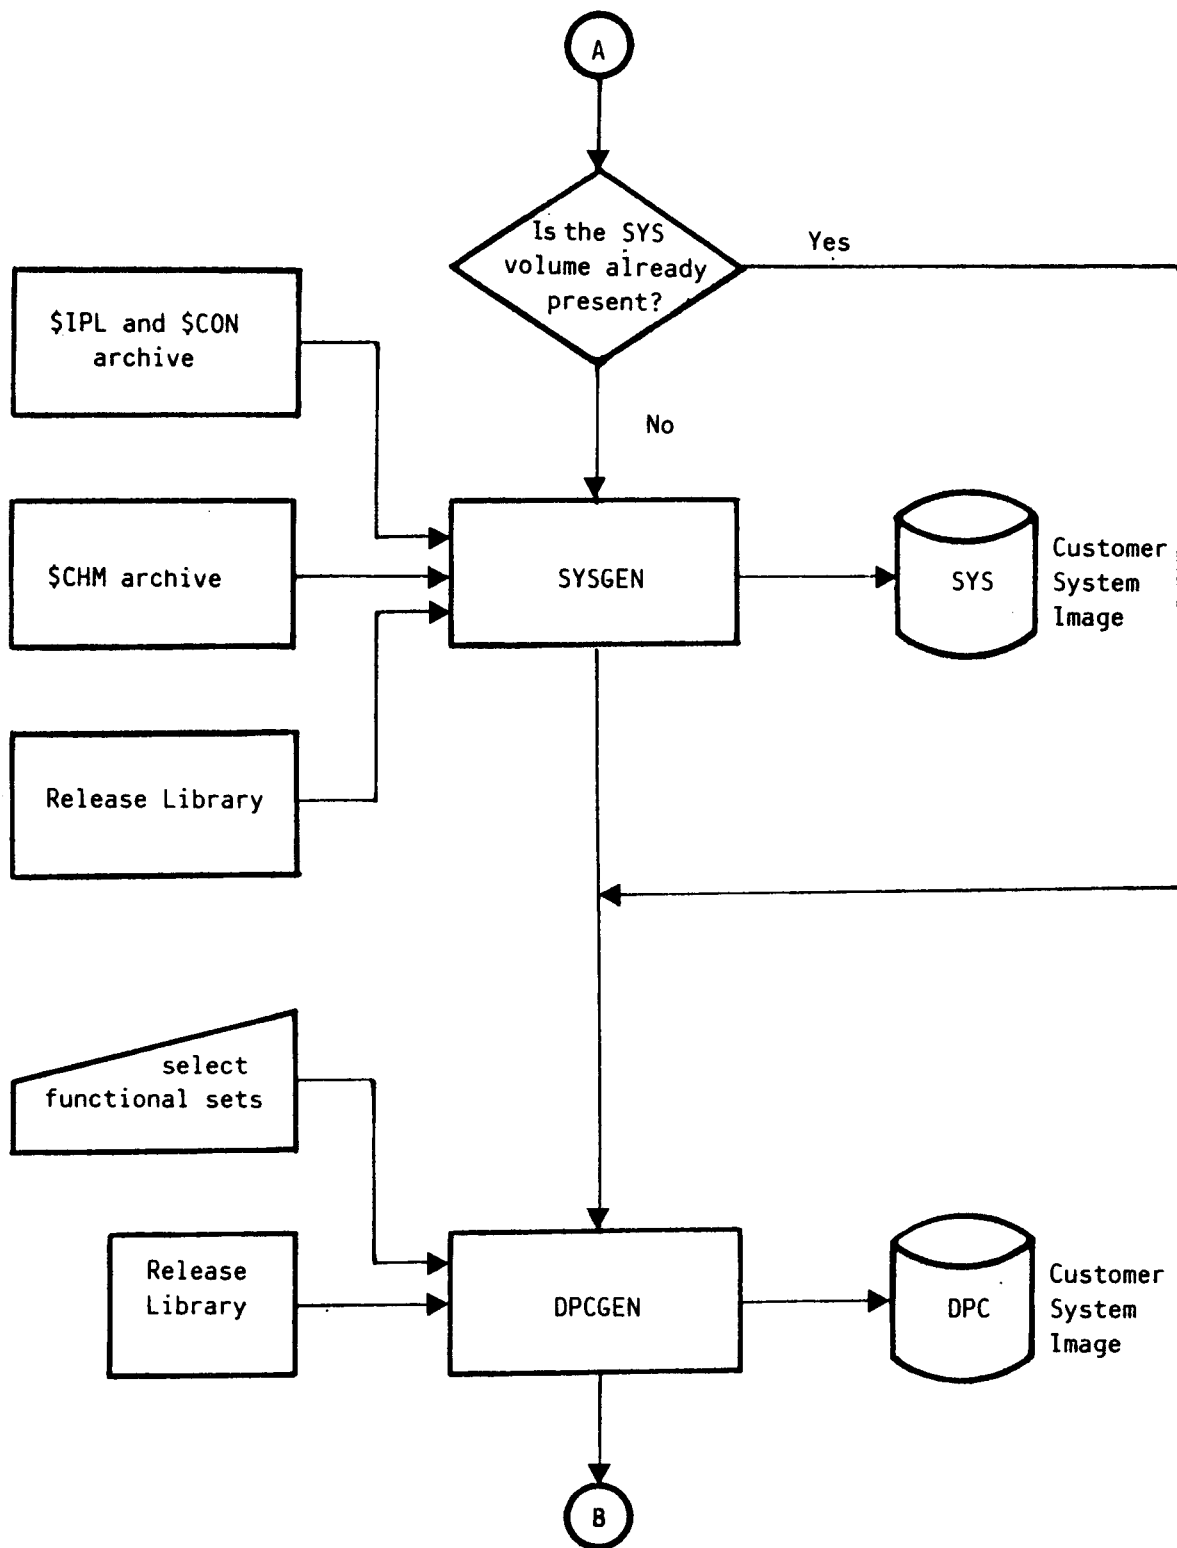 A
Is the SYS
volume already
present?
Yes
$IPL and $CON
archive
No
$CHM archive
SYSGEN
SYS
Customer
System
Image
Release Library
select
functional sets
Release
Library
DPCGEN
DPC
Customer
System
Image
B